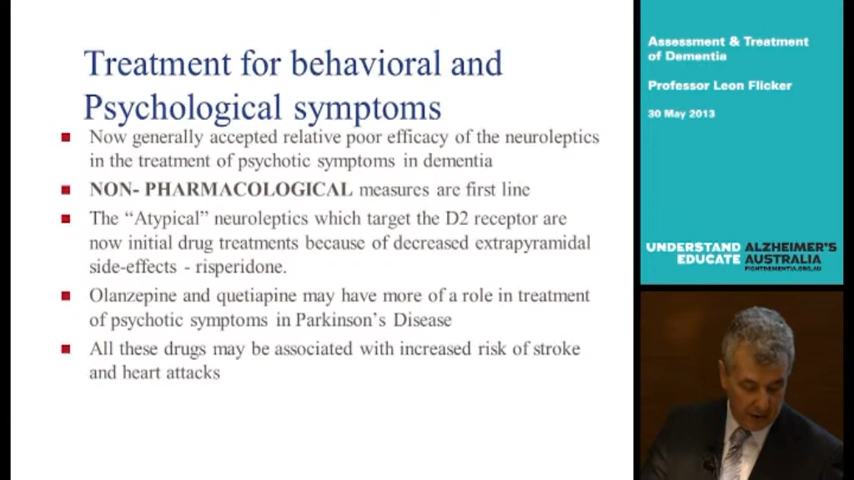 Treatment for behavioral and
Psychological symptoms
Now generally accepted relative poor efficacy of the neuroleptics
in the treatment of psychotic symptoms in dementia
NON- PHARMACOLOGICAL measures are first line
The “Atypical” neuroleptics which target the D2 receptor are
now initial drug treatments because of decreased extrapyramidal
side-effects - risperidone.
Olanzepine and quetiapine may have more of a role in treatment
of psychotic symptoms in Parkinson’s Disease
All these drugs may be associated with increased risk of stroke
and heart attacks
Assessment & Treatment
of Dementia
Professor Leon Flicker
30 May 2013
UNDERSTAND ALZHEIMER'S
EDUCATE AUSTRALIA
FIGHTDEMENTIA.ORG.AU